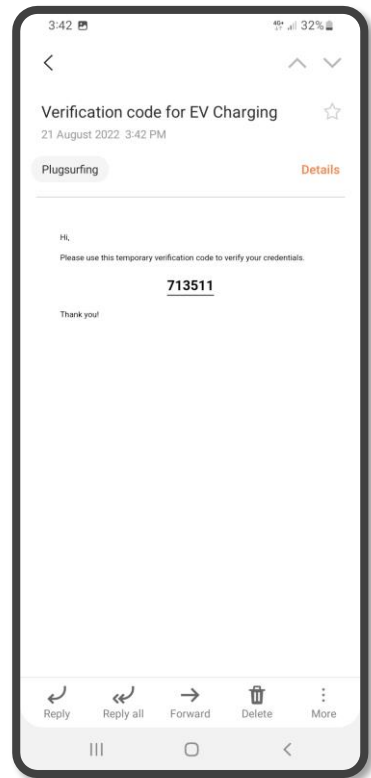 3:42 4G+ 32%
Verification code for EV Charging
21 August 2022 3:42 PM
Plugsurfing Details
Hi,
Please use this temporary verification code to verify your credentials.
713511
Thank you!
Reply Reply all Forward Delete More